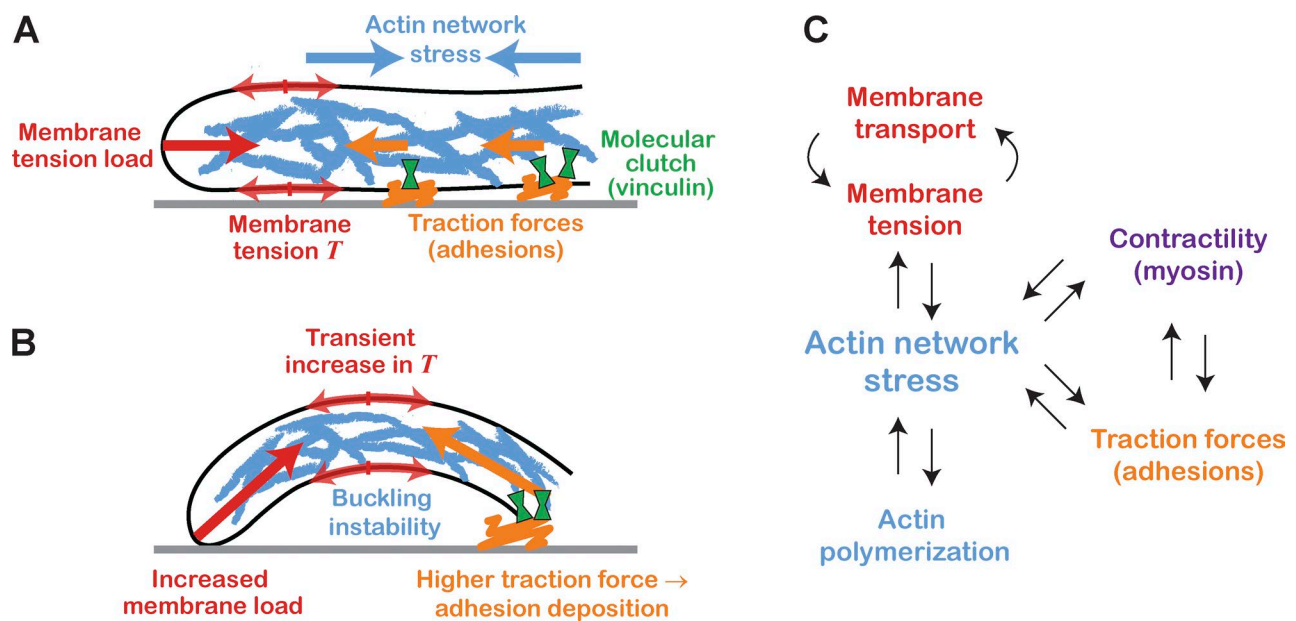 A
Actin network
stress
Membrane
tension load
Molecular
clutch
(vinculin)
Membrane
tension T
Traction forces
(adhesions)
B
Transient
increase in T
Buckling
instability
Increased
membrane load
Higher traction force →
adhesion deposition
C
Membrane
transport
Membrane
tension
Contractility
(myosin)
Actin network
stress
Traction forces
(adhesions)
Actin
polymerization